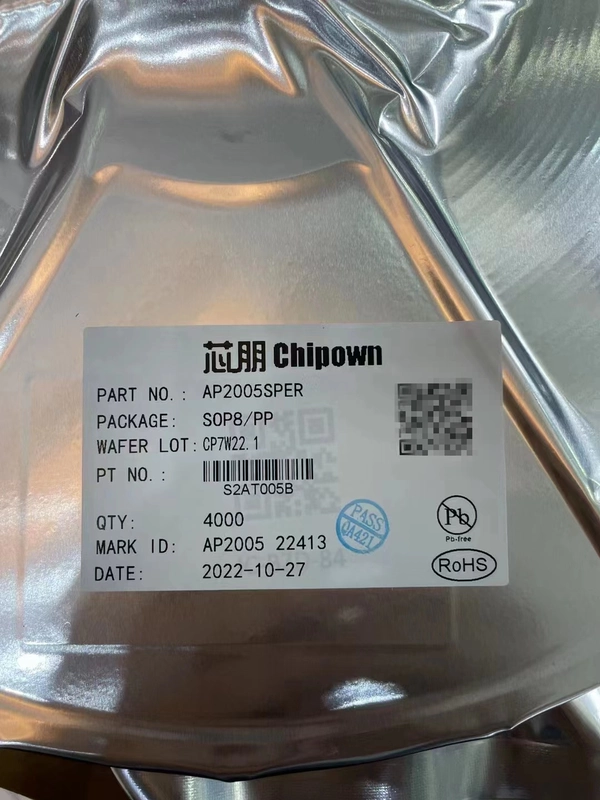 芯朋 Chipown
PART NO.: AP2005SPER
PACKAGE: SOP8/PP
WAFER LOT: CP7W22.1
PT NO.:
S2AT005B
QTY: 4000
MARK ID: AP2005 22413
DATE: 2022-10-27
PASS
QA421
Pb
Pb-free
RoHS